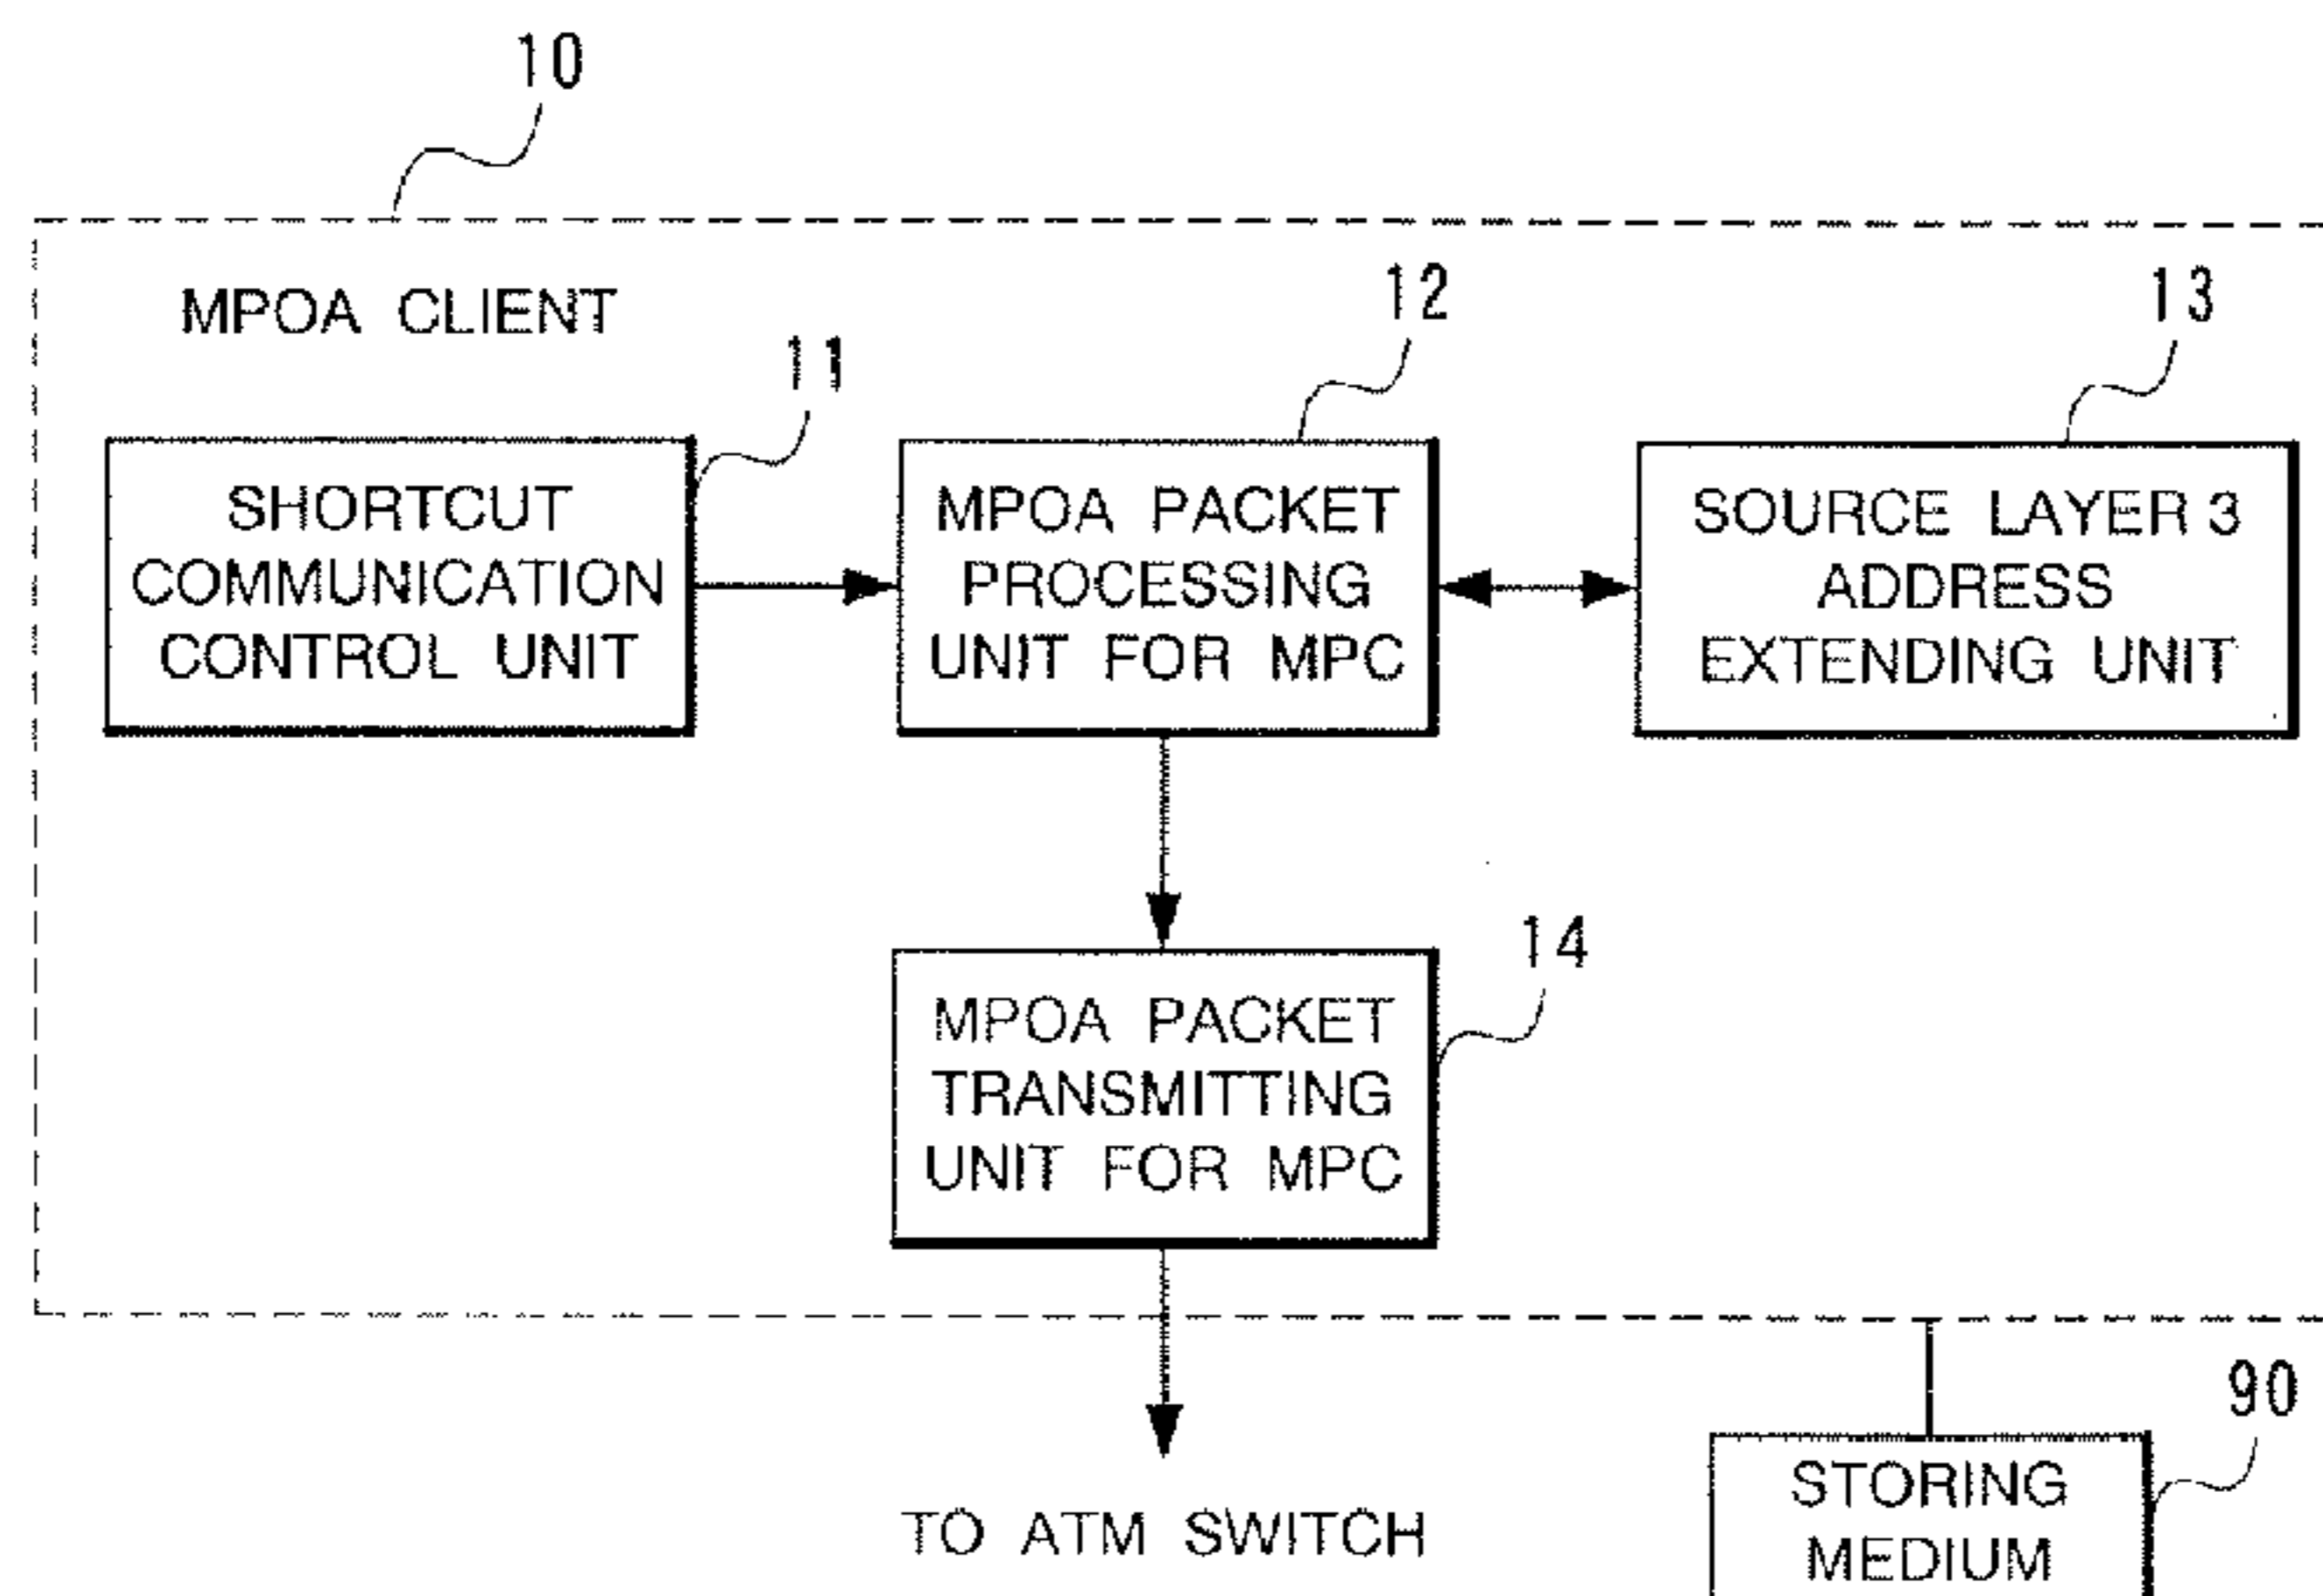 10
MPOA CLIENT
11
12
13
SHORTCUT
COMMUNICATION
CONTROL UNIT
MPOA PACKET
PROCESSING
UNIT FOR MPC
SOURCE LAYER 3
ADDRESS
EXTENDING UNIT
14
MPOA PACKET
TRANSMITTING
UNIT FOR MPC
TO ATM SWITCH
90
STORING
MEDIUM